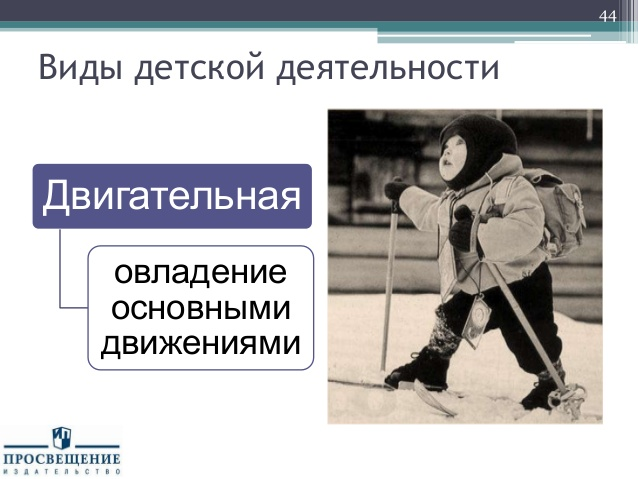 44
Виды детской деятельности
Двигательная
овладение
основными
движениями
ПРОСВЕЩЕНИЕ
ИЗДАТЕЛЬСТВО